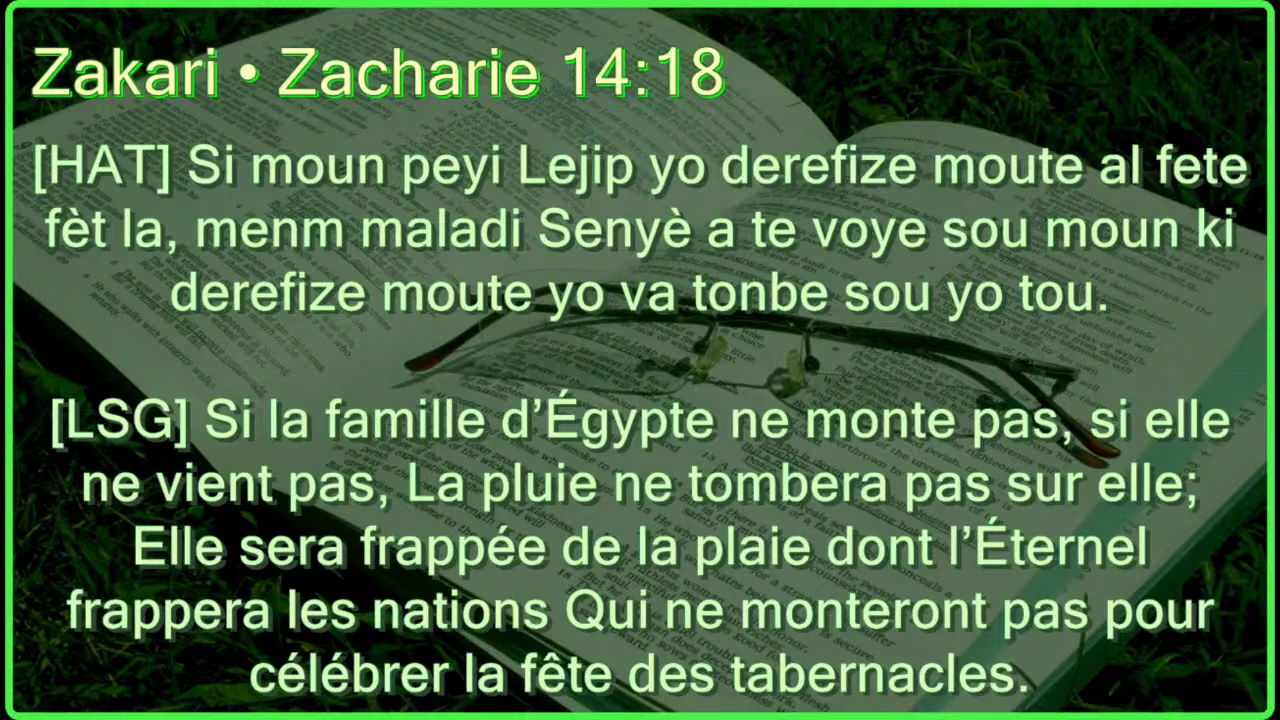 Zakari • Zacharie 14:18
[HAT] Si moun peyi Lejip yo derefize moute al fete
fèt la, menm maladi Senyè a te voye sou moun ki
derefize moute yo va tonbe sou yo tou.
[LSG] Si la famille d’Égypte ne monte pas, si elle
ne vient pas, La pluie ne tombera pas sur elle;
Elle sera frappée de la plaie dont l’Éternel
frappera les nations Qui ne monteront pas pour
célébrer la fête des tabernacles.